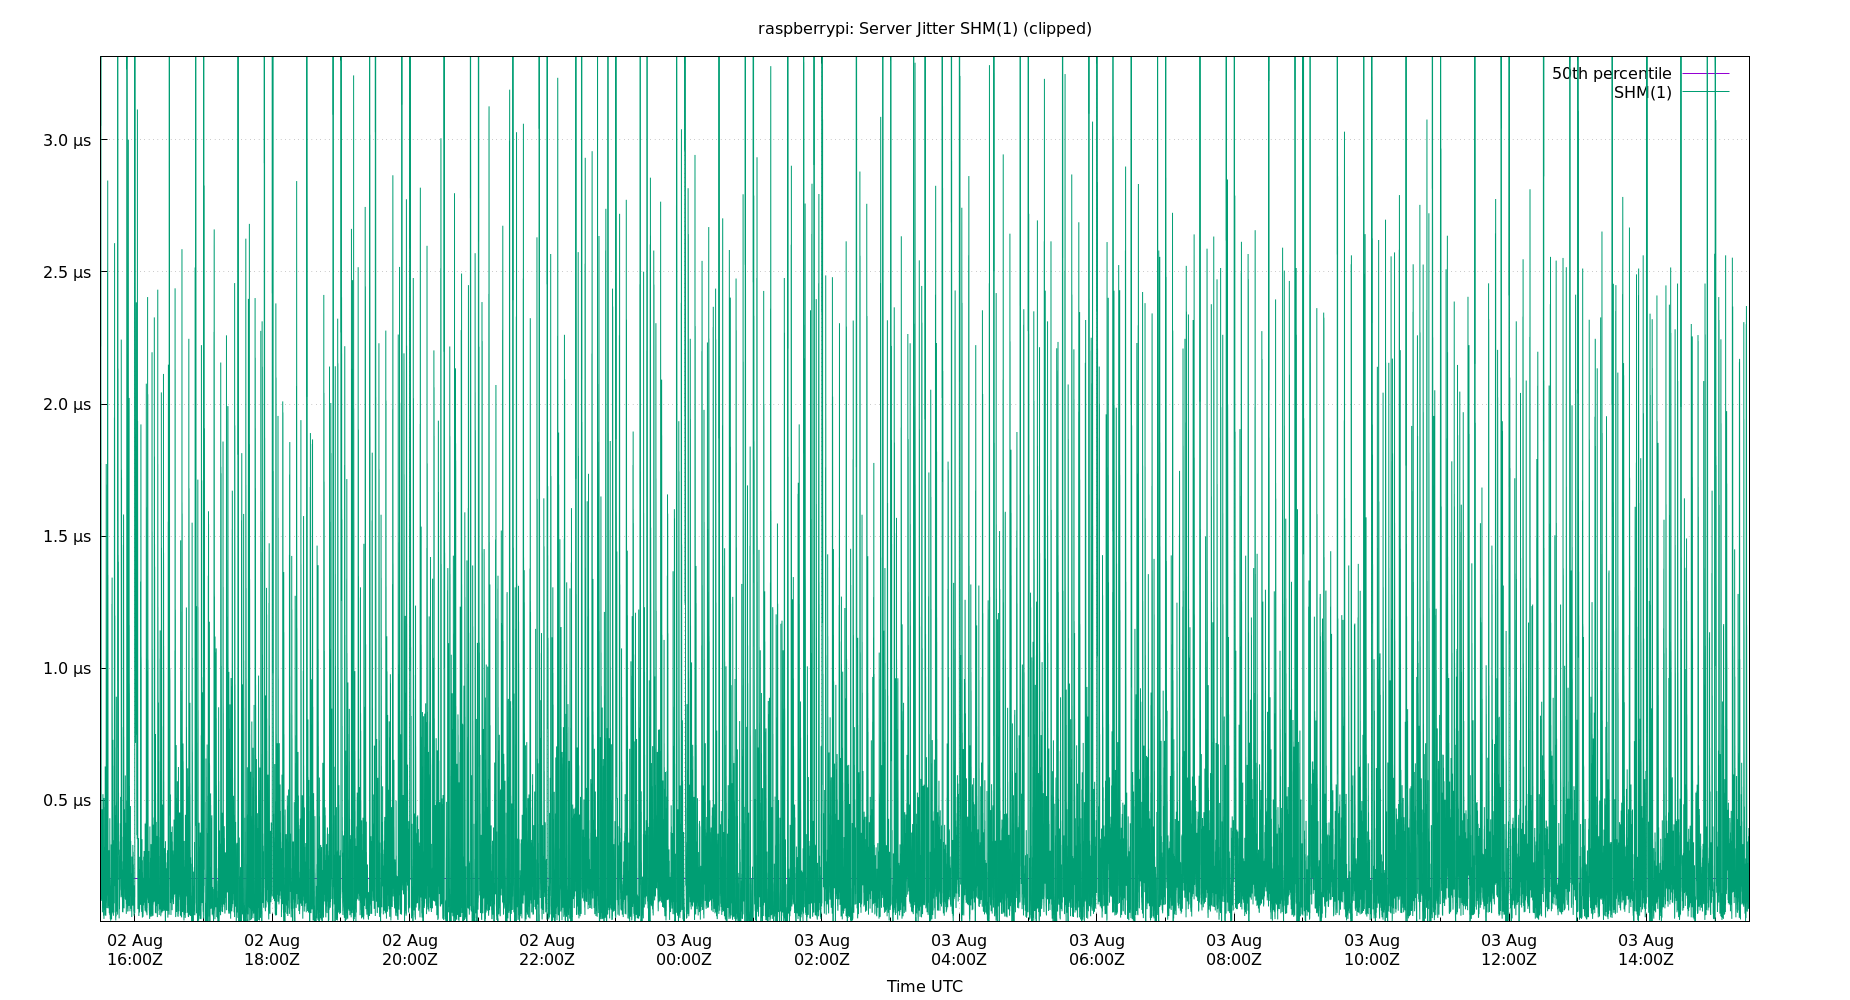 raspberrypi: Server Jitter SHM(1) (clipped)
50th percentile
SHM(1)
3.0 µs
2.5 µs
2.0 µs
1.5 µs
1.0 µs
0.5 µs
02 Aug 02 Aug 02 Aug 02 Aug 03 Aug 03 Aug 03 Aug 03 Aug 03 Aug 03 Aug 03 Aug 03 Aug
16:00Z 18:00Z 20:00Z 22:00Z 00:00Z 02:00Z 04:00Z 06:00Z 08:00Z 10:00Z 12:00Z 14:00Z
Time UTC